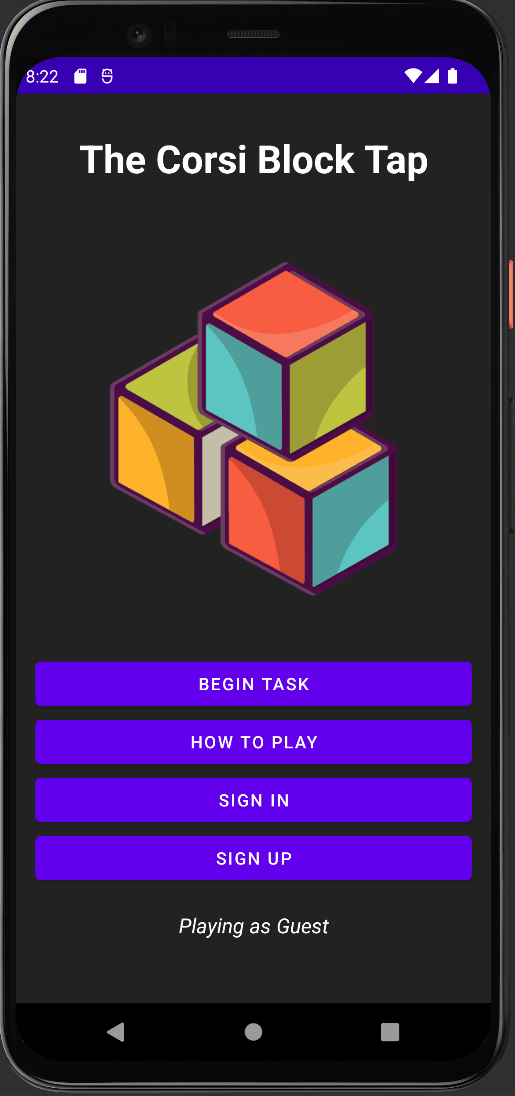 8:22
The Corsi Block Tap
BEGIN TASK
HOW TO PLAY
SIGN IN
SIGN UP
Playing as Guest